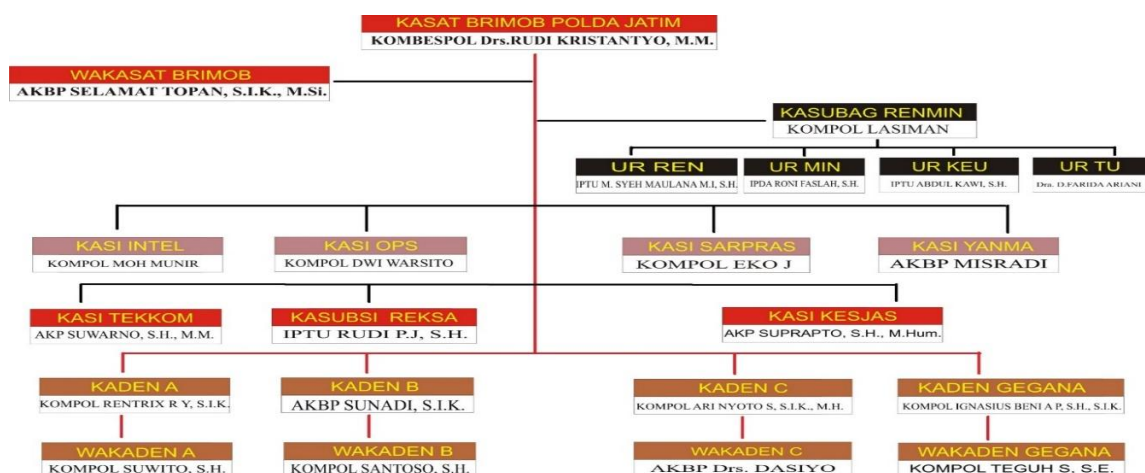 KASAT BRIMOB POLDA JATIM
KOMBESPOL Drs.RUDI KRISTANTYO, M.M.
WAKASAT BRIMOB
AKBP SELAMAT TOPAN, S.I.K., M.Si.
KASUBAG RENMIN
KOMPOL LASIMAN
UR REN
IPTU M. SYEH MAULANA M.I, S.H.
UR MIN
IPDA RONI FASLAH, S.H.
UR KEU
IPTU ABDUL KAWI, S.H.
UR TU
Dra. D.FARIDA ARIANI
KASI INTEL
KOMPOL MOH MUNIR
KASI OPS
KOMPOL DWI WARSITO
KASI SARPRAS
KOMPOL EKO J
KASI YANMA
AKBP MISRADI
KASI TEKKOM
AKP SUWARNO, S.H., M.M.
KASUBSI REKSA
IPTU RUDI P.J, S.H.
KASI KESJAS
AKP SUPRAPTO, S.H., M.Hum.
KADEN A
KOMPOL RENTRIX R Y, S.I.K.
KADEN B
AKBP SUNADI, S.I.K.
KADEN C
KOMPOL ARI NYOTO S, S.I.K., M.H.
KADEN GEGANA
KOMPOL IGNASIUS BENI A P, S.H., S.I.K.
WAKADEN A
KOMPOL SUWITO, S.H.
WAKADEN B
KOMPOL SANTOSO, S.H.
WAKADEN C
AKBP Drs. DASIYO
WAKADEN GEGANA
KOMPOL TEGUH S, S.E.